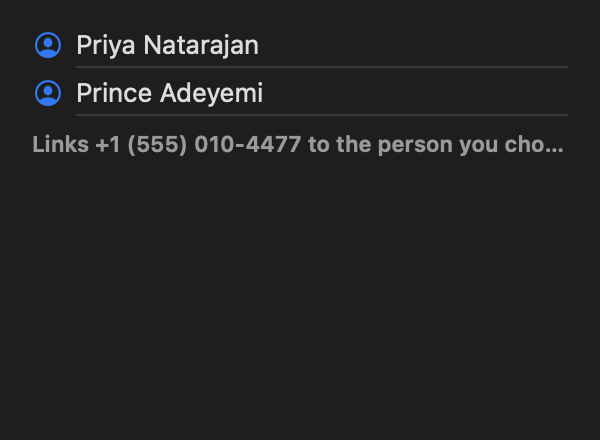 Priya Natarajan
Prince Adeyemi
Links +1 (555) 010-4477 to the person you cho...